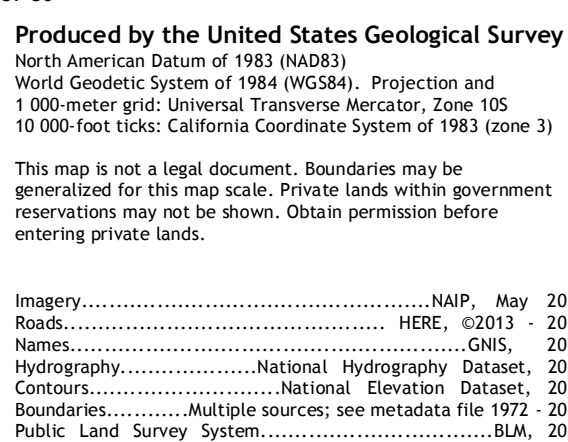 Produced by the United States Geological Survey
North American Datum of 1983 (NAD83)
World Geodetic System of 1984 (WGS84). Projection and
1 000-meter grid: Universal Transverse Mercator, Zone 10S
10 000-foot ticks: California Coordinate System of 1983 (zone 3)
This map is not a legal document. Boundaries may be
generalized for this map scale. Private lands within government
reservations may not be shown. Obtain permission before
entering private lands.
Imagery....................................................NAIP, May 20
Roads................................................ HERE, ©2013 - 20
Names...........................................................GNIS, 20
Hydrography....................National Hydrography Dataset, 20
Contours............................National Elevation Dataset, 20
Boundaries............Multiple sources; see metadata file 1972 - 20
Public Land Survey System..................................BLM, 20